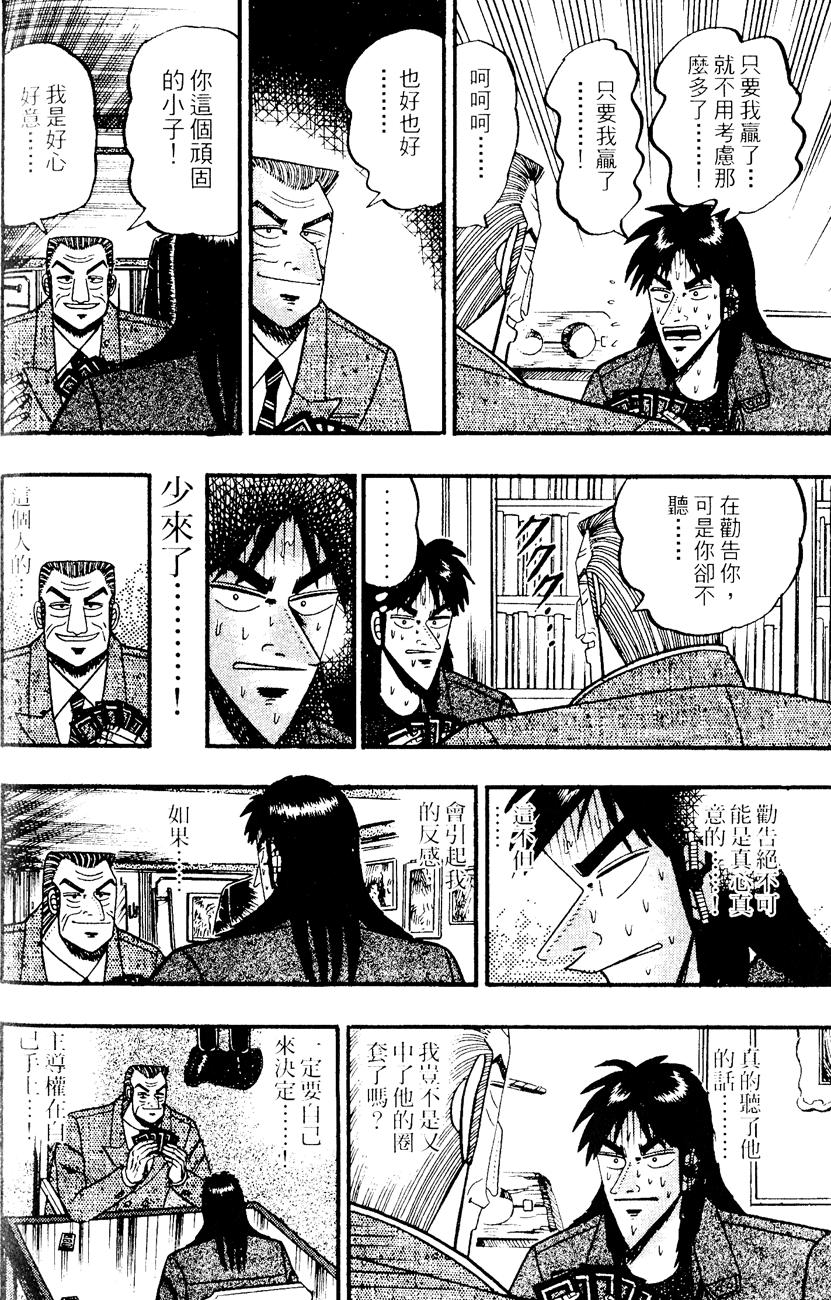 只要我贏了…
就不用考慮那
麼多了……！
只要我贏了
………！
呵呵呵……
也好也好
………
你這個頑固
的小子！
我是好心
好意……
在勸告你，
可是你卻不
聽……
ククク…
………
少來了………！
這個人的…
勸告絕不可
能是真心真
意的……！
這不但
……
會引起我
的反感…
如果……
真的聽了他
的話……
我豈不是又
中了他的圈
套了嗎？
一定要自己
來決定……！
主導權在自
己手上……！